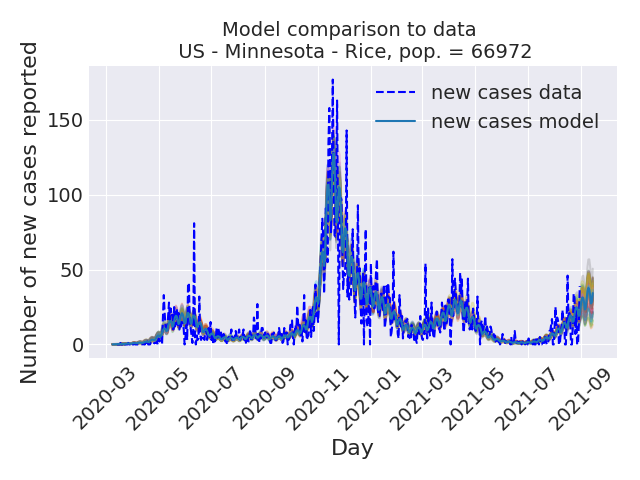 Model comparison to data
US - Minnesota - Rice, pop. = 66972
new cases data
new cases model
Number of new cases reported
150
100
50
0
2020-03
2020-05
2020-07
2020-09
2020-11
2021-01
2021-03
2021-05
2021-07
2021-09
Day